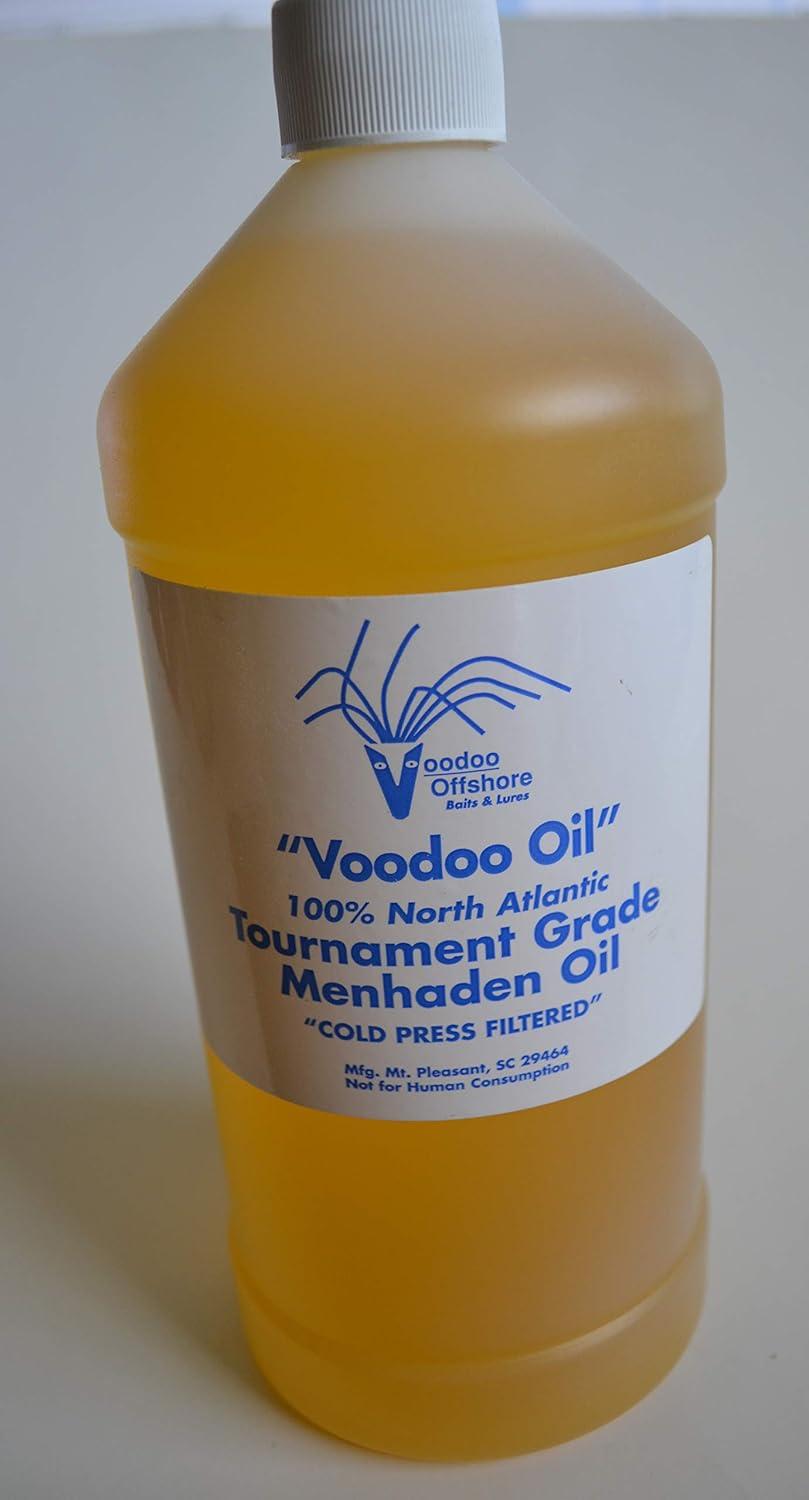 Voodoo
Offshore
Baits & Lures
"Voodoo Oil"
100% North Atlantic
Tournament Grade
Menhaden Oil
"COLD PRESS FILTERED"
Mfg. Mt. Pleasant, SC 29464
Not for Human Consumption